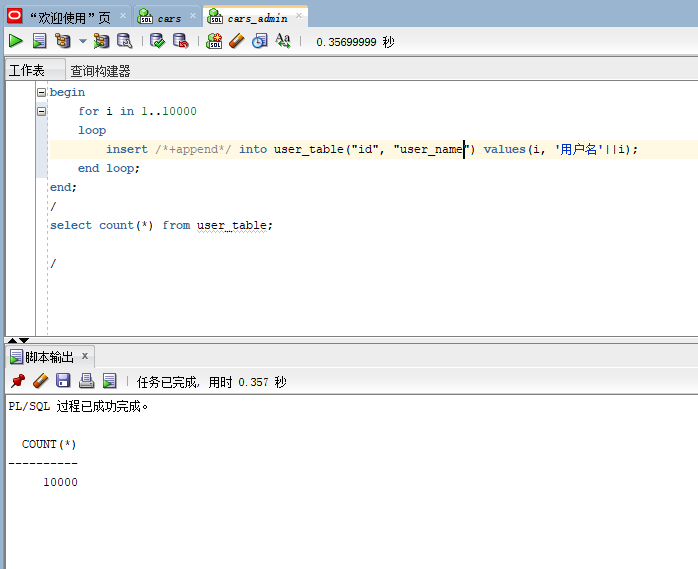 “欢迎使用”页 cars cars_admin
0.35699999 秒
工作表 查询构建器
begin
for i in 1..10000
loop
insert /*+append*/ into user_table("id", "user_name") values(i, '用户名'||i);
end loop;
end;
/
select count(*) from user_table;
/
脚本输出 x
任务已完成, 用时 0.357 秒
PL/SQL 过程已成功完成。
COUNT(*)
----------
10000